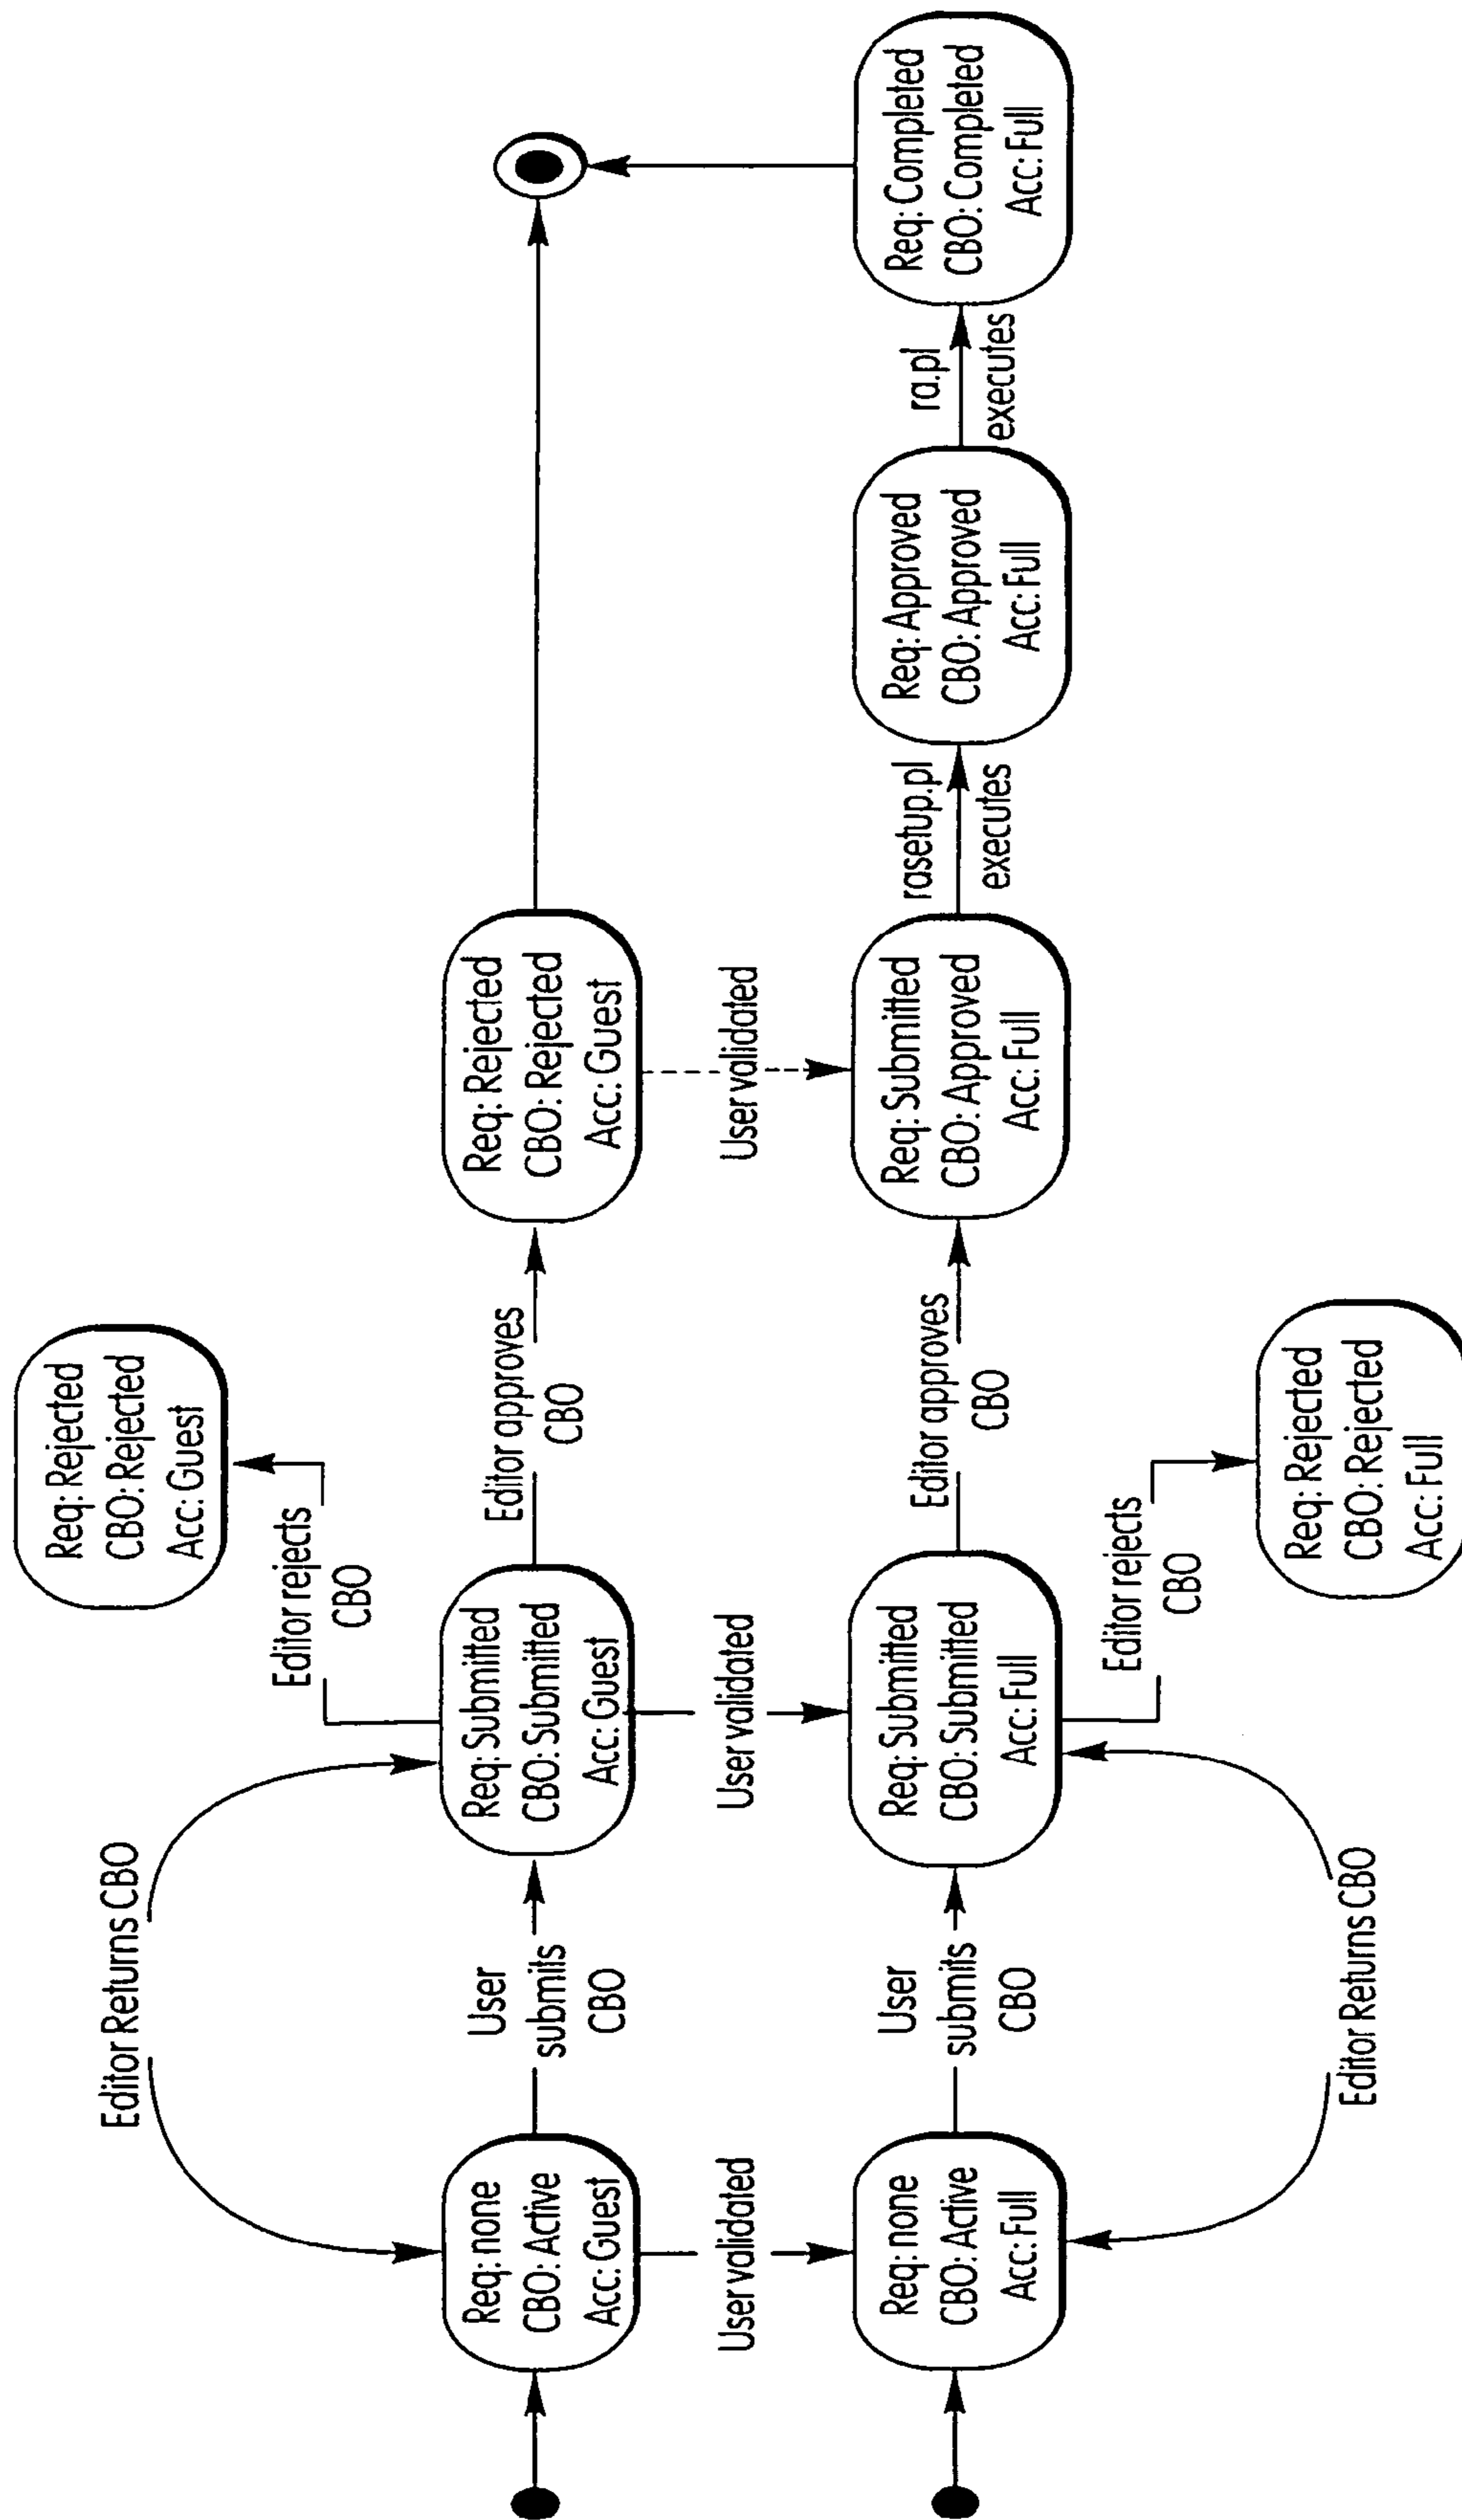 Editor Returns CBO
Editor rejects
CBO
Req: Rejected
CBO: Rejected
Acc: Guest
Req: none
CBO: Active
Acc: Guest
User
submits
CBO
Req: Submitted
CBO: Submitted
Acc: Guest
Editor approves
CBO
Req: Rejected
CBO: Rejected
Acc: Guest
User validated
User validated
User validated
Req: none
CBO: Active
Acc: Full
User
submits
CBO
Req: Submitted
CBO: Submitted
Acc: Full
Editor approves
CBO
Req: Submitted
CBO: Approved
Acc: Full
rasetup.pl
executes
Req: Approved
CBO: Approved
Acc: Full
ra.pl
executes
Req: Completed
CBO: Completed
Acc: Full
Editor Returns CBO
Editor rejects
CBO
Req: Rejected
CBO: Rejected
Acc: Full